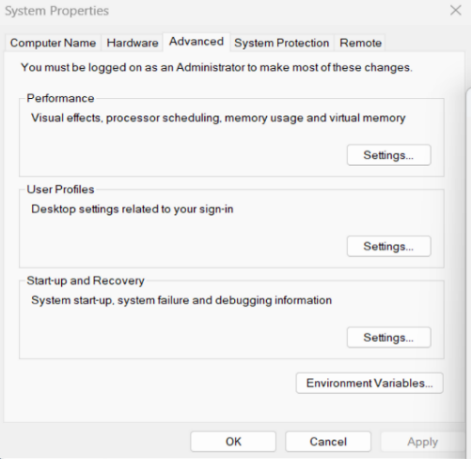 System Properties
Computer Name Hardware Advanced System Protection Remote
You must be logged on as an Administrator to make most of these changes.
Performance
Visual effects, processor scheduling, memory usage and virtual memory
Settings...
User Profiles
Desktop settings related to your sign-in
Settings...
Start-up and Recovery
System start-up, system failure and debugging information
Settings...
Environment Variables...
OK Cancel Apply